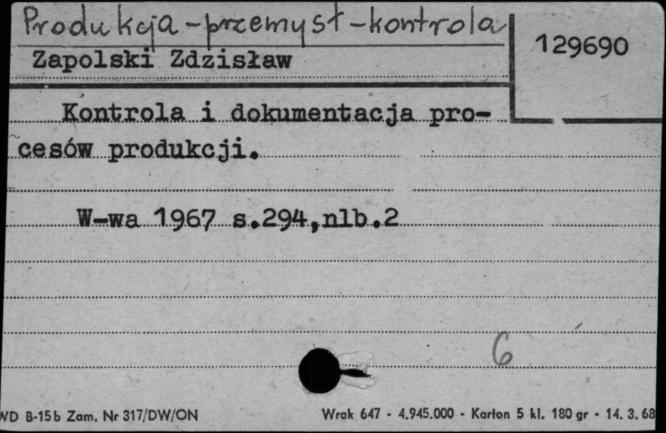 Produkcja-przemysł-kontrola
129690
Zapolski Zdzisław
Kontrola i dokumentacja pro-
cesów produkcji.
W-wa 1967 s.294,nlb.2
6
WD B-15b Zam. Nr 317/DW/ON
Wrak 647 - 4.945.000 - Karton 5 kl. 180 gr - 14. 3. 68